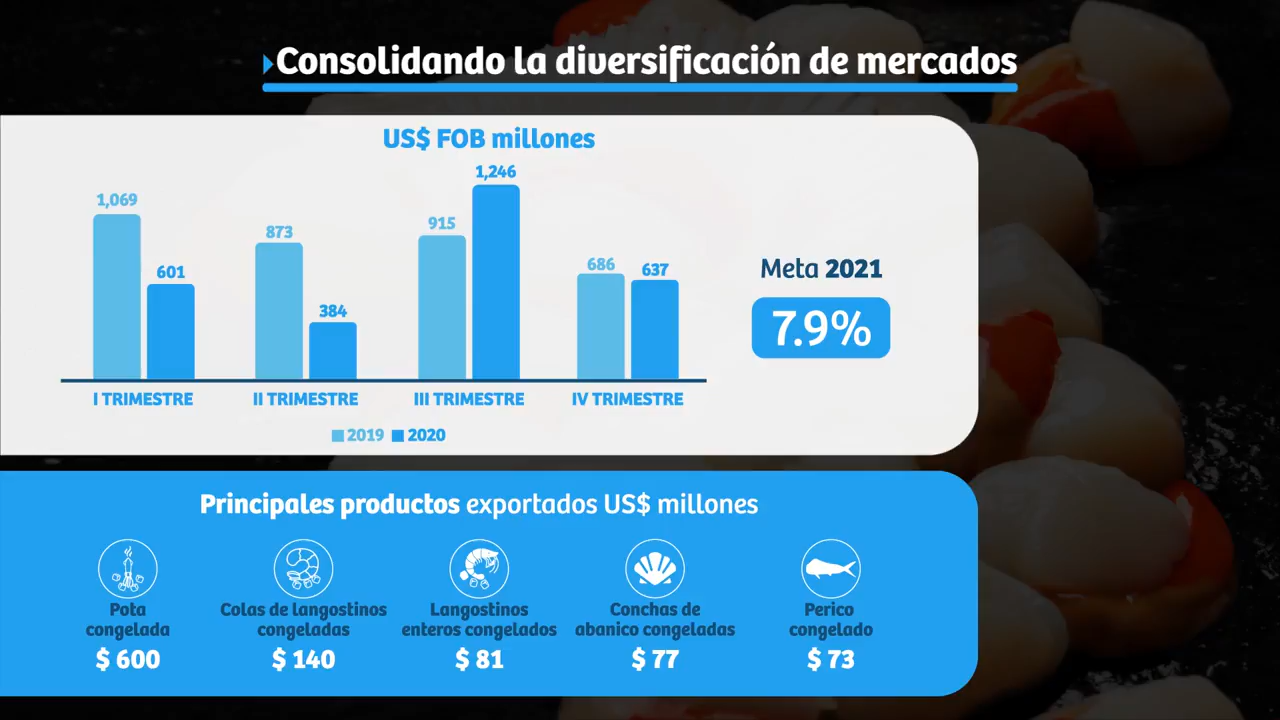 Consolidando la diversificación de mercados
US$ FOB millones
1,069
601
873
384
915
1,246
686
637
I TRIMESTRE
II TRIMESTRE
III TRIMESTRE
IV TRIMESTRE
2019
2020
Meta 2021
7.9%
Principales productos exportados US$ millones
Pota
congelada
$ 600
Colas de langostinos
congeladas
$ 140
Langostinos
enteros congelados
$ 81
Conchas de
abanico congeladas
$ 77
Perico
congelado
$ 73